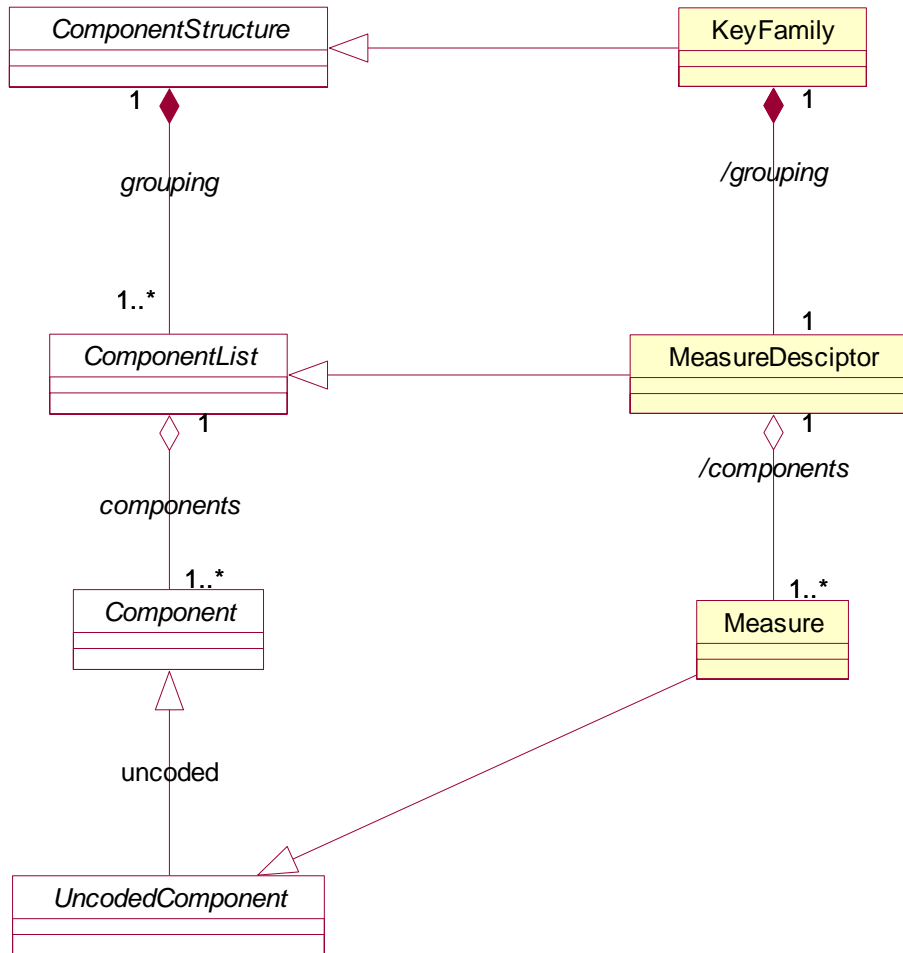 ComponentStructure
KeyFamily
1
1
grouping
/grouping
1..*
1
ComponentList
MeasureDesciptor
1
1
/components
components
1..*
1..*
Component
Measure
uncoded
UncodedComponent